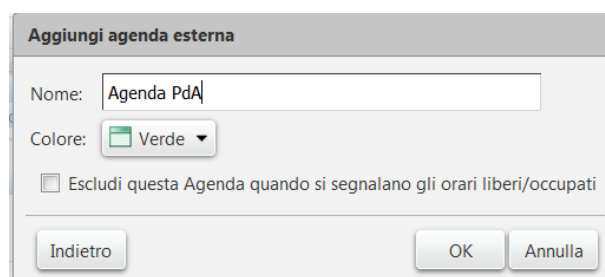 Aggiungi agenda esterna
Nome: Agenda PdA
Colore: Verde
Escludi questa Agenda quando si segnalano gli orari liberi/occupati
Indietro OK Annulla